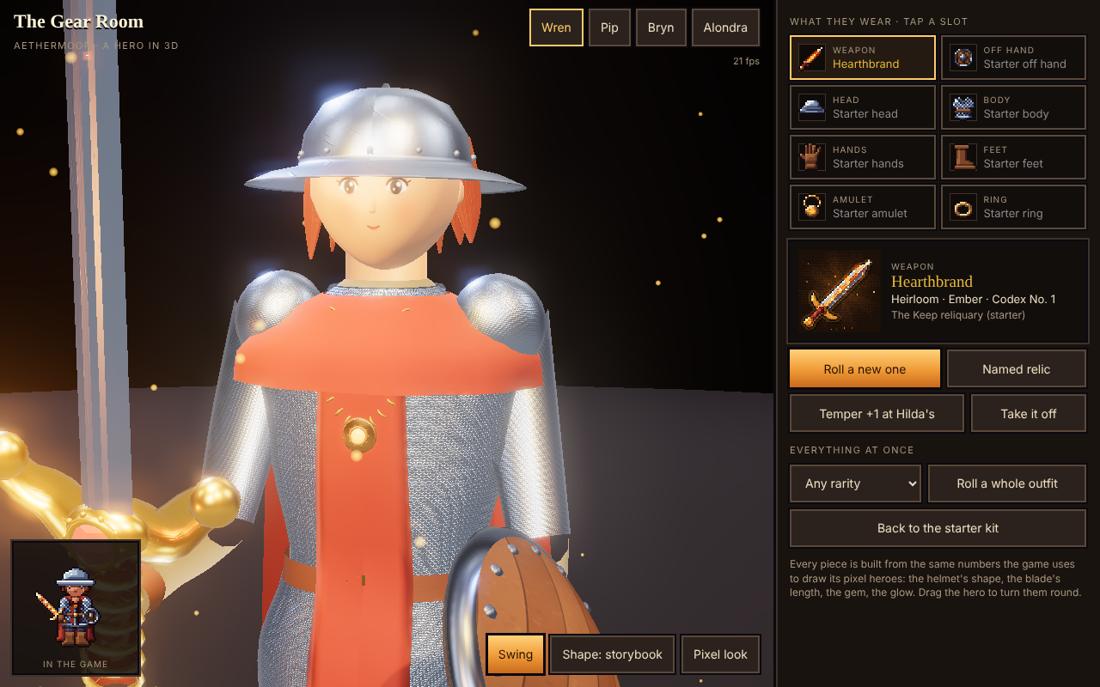 The Gear Room
AETHERMOOR · A HERO IN 3D
Wren
Pip
Bryn
Alondra
21 fps
IN THE GAME
Swing
Shape: storybook
Pixel look
WHAT THEY WEAR · TAP A SLOT
WEAPON
Hearthbrand
OFF HAND
Starter off hand
HEAD
Starter head
BODY
Starter body
HANDS
Starter hands
FEET
Starter feet
AMULET
Starter amulet
RING
Starter ring
WEAPON
Hearthbrand
Heirloom · Ember · Codex No. 1
The Keep reliquary (starter)
Roll a new one
Named relic
Temper +1 at Hilda's
Take it off
EVERYTHING AT ONCE
Any rarity
Roll a whole outfit
Back to the starter kit
Every piece is built from the same numbers the game uses
to draw its pixel heroes: the helmet's shape, the blade's
length, the gem, the glow. Drag the hero to turn them round.